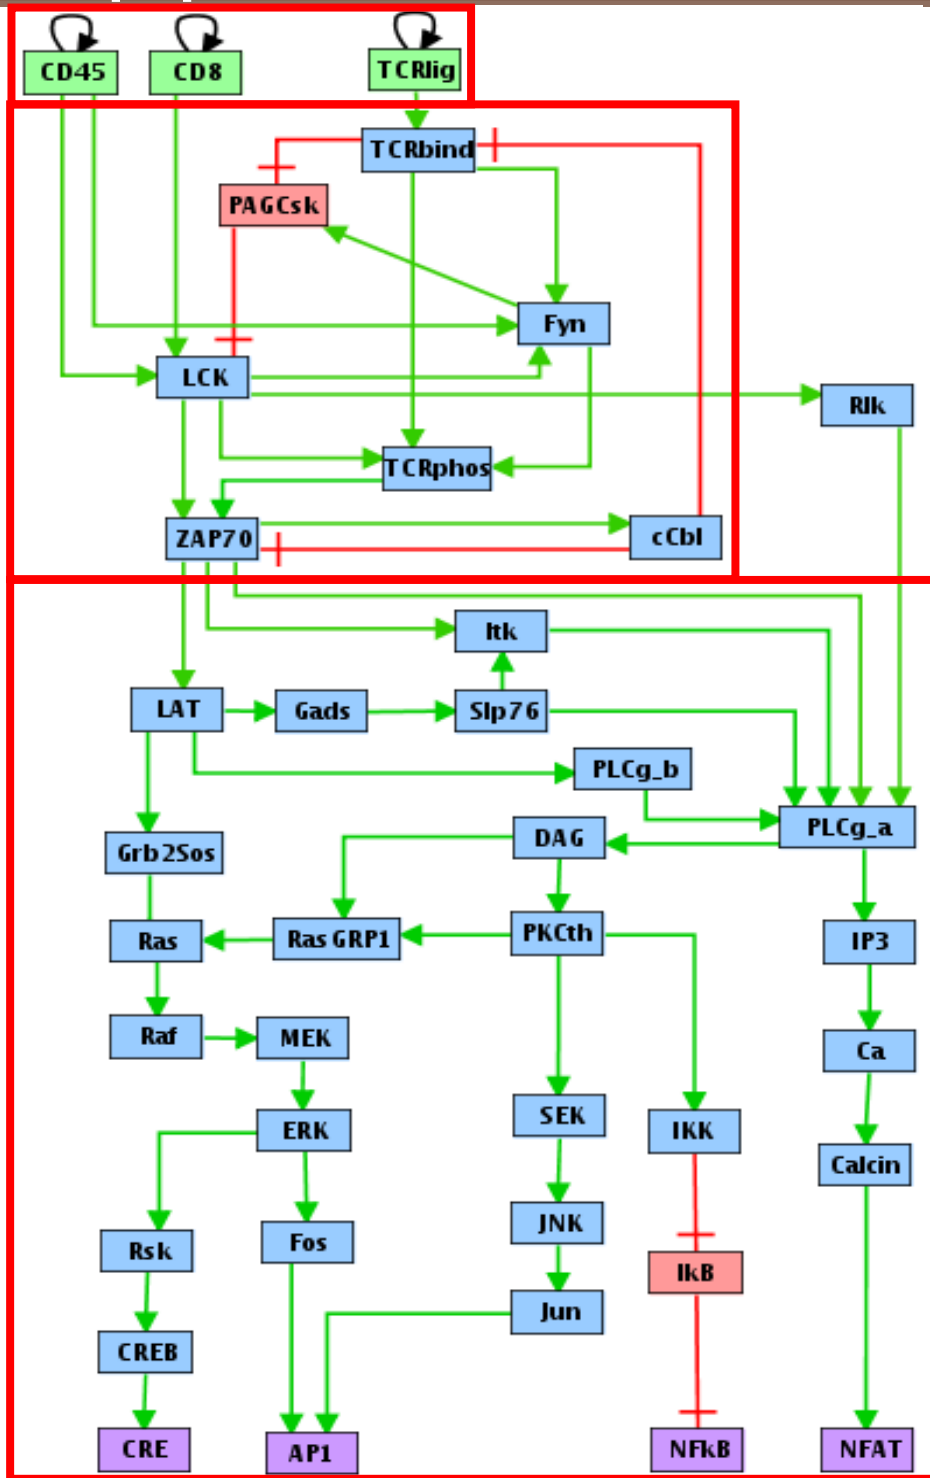 CD45 CD8 TCRlig
TCRbind
PAGCsk
Fyn
LCK
Rlk
TCRphos
ZAP70 cCbl
Itk
LAT Gads Slp76
PLCg_b
PLCg_a
DAG
Grb2Sos
Ras Ras GRP1 PKCth IP3
Raf MEK
Ca
SEK
ERK IKK
Calcin
JNK
Fos
Rsk
IkB
Jun
CREB
CRE AP1 NFkB NFAT